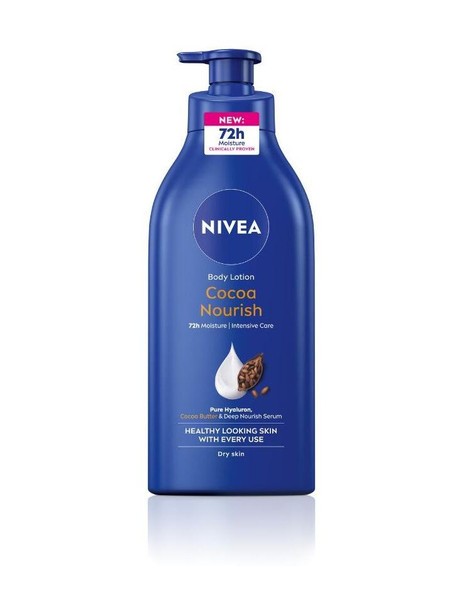 NEW:
72h
Moisture
CLINICALLY PROVEN
NIVEA
Body Lotion
Cocoa
Nourish
72h Moisture | Intensive Care
Pure Hyaluron,
Cocoa Butter & Deep Nourish Serum
HEALTHY LOOKING SKIN
WITH EVERY USE
Dry skin